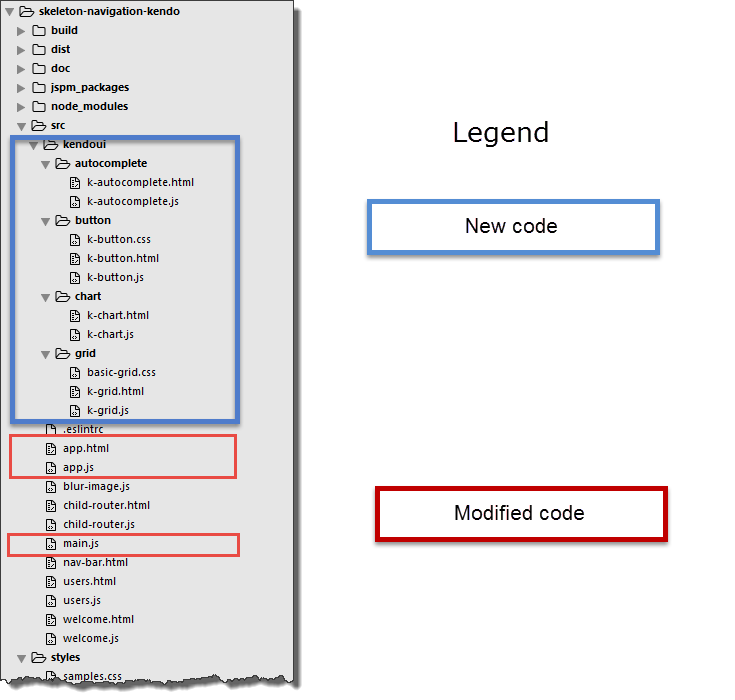 skeleton-navigation-kendo
build
dist
doc
jspm_packages
node_modules
src
kendoui
autocomplete
k-autocomplete.html
k-autocomplete.js
button
k-button.css
k-button.html
k-button.js
chart
k-chart.html
k-chart.js
grid
basic-grid.css
k-grid.html
k-grid.js
.eslintrc
app.html
app.js
blur-image.js
child-router.html
child-router.js
main.js
nav-bar.html
users.html
users.js
welcome.html
welcome.js
styles
samples.css
Legend
New code
Modified code